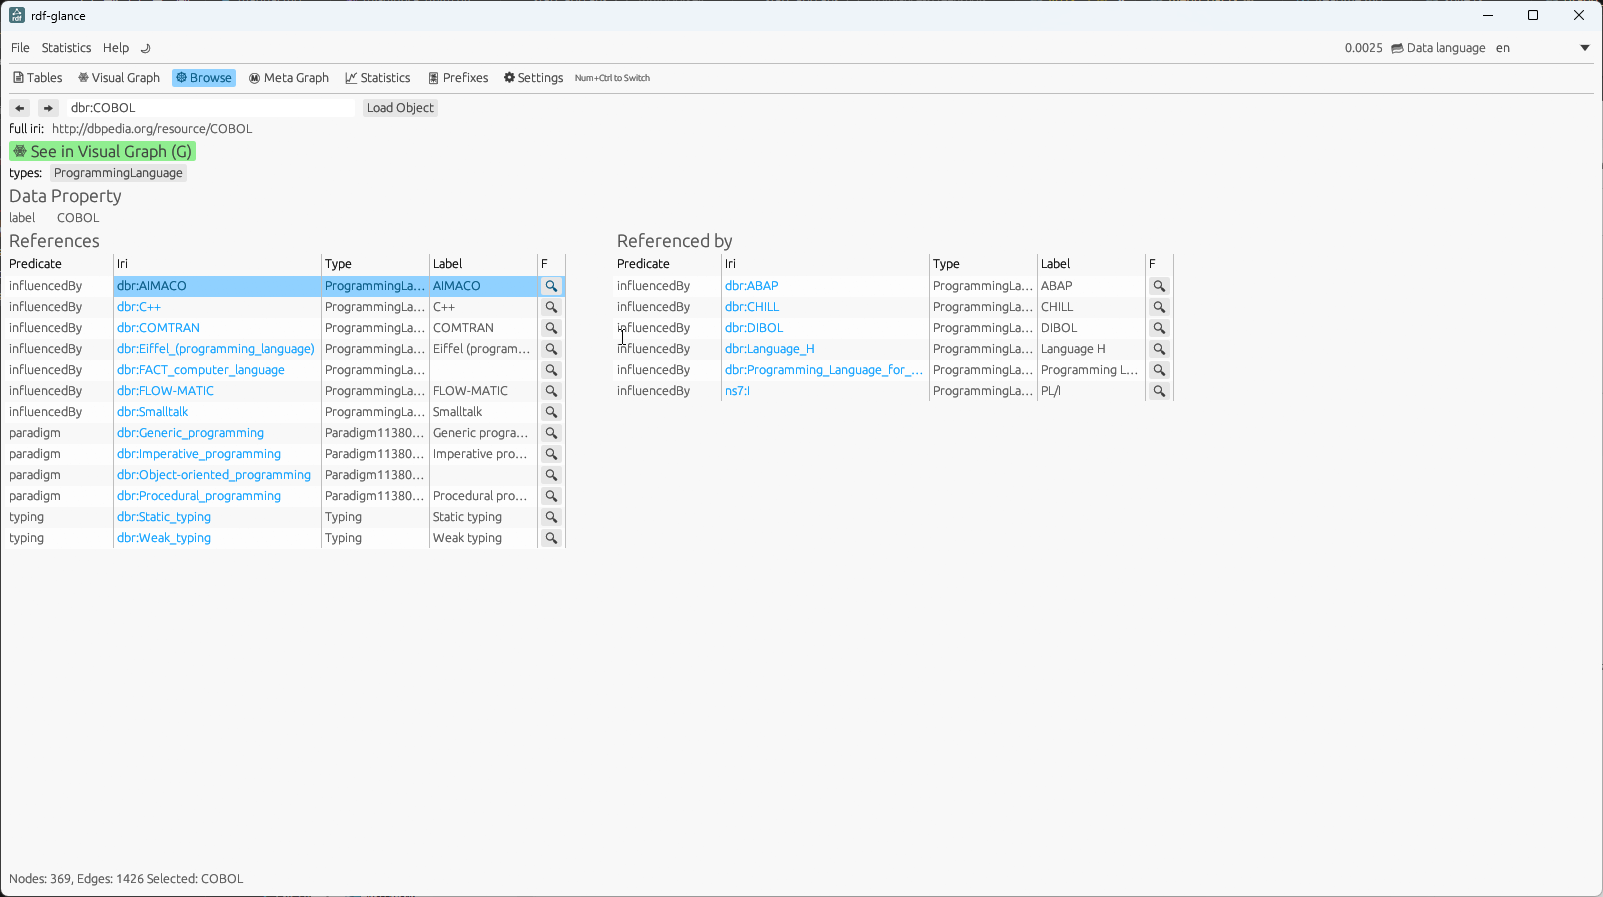 rdf-glance
File Statistics Help 0.0025 Data language en
Tables Visual Graph Browse Meta Graph Statistics Prefixes Settings Num+Ctrl to Switch
dbr:COBOL Load Object
full iri: http://dbpedia.org/resource/COBOL
See in Visual Graph (G)
types: ProgrammingLanguage
Data Property
label COBOL
References
Predicate Iri Type Label F
influencedBy dbr:AIMACO ProgrammingLa... AIMACO
influencedBy dbr:C++ ProgrammingLa... C++
influencedBy dbr:COMTRAN ProgrammingLa... COMTRAN
influencedBy dbr:Eiffel_(programming_language) ProgrammingLa... Eiffel (program...
influencedBy dbr:FACT_computer_language ProgrammingLa...
influencedBy dbr:FLOW-MATIC ProgrammingLa... FLOW-MATIC
influencedBy dbr:Smalltalk ProgrammingLa... Smalltalk
paradigm dbr:Generic_programming Paradigm11380... Generic progra...
paradigm dbr:Imperative_programming Paradigm11380... Imperative pro...
paradigm dbr:Object-oriented_programming Paradigm11380...
paradigm dbr:Procedural_programming Paradigm11380... Procedural pro...
typing dbr:Static_typing Typing Static typing
typing dbr:Weak_typing Typing Weak typing
Referenced by
Predicate Iri Type Label F
influencedBy dbr:ABAP ProgrammingLa... ABAP
influencedBy dbr:CHILL ProgrammingLa... CHILL
influencedBy dbr:DIBOL ProgrammingLa... DIBOL
influencedBy dbr:Language_H ProgrammingLa... Language H
influencedBy dbr:Programming_Language_for_... ProgrammingLa... Programming L...
influencedBy ns7:I ProgrammingLa... PL/I
Nodes: 369, Edges: 1426 Selected: COBOL